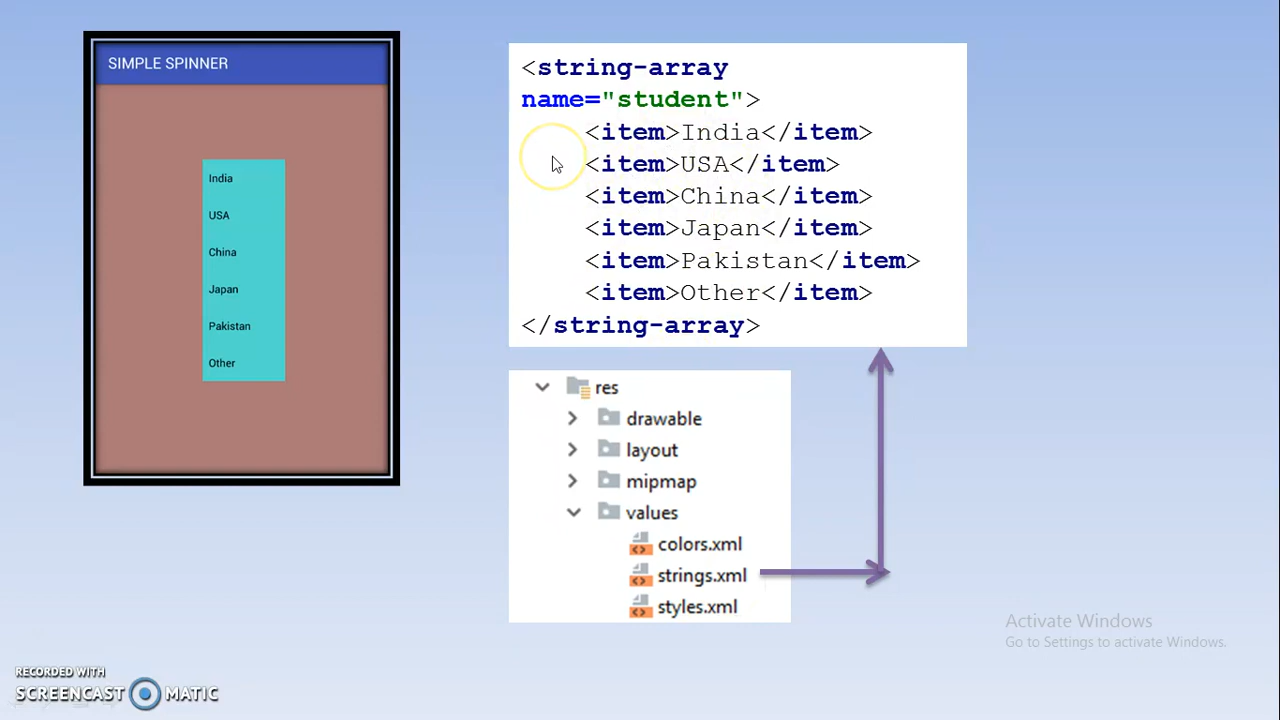 SIMPLE SPINNER
India
USA
China
Japan
Pakistan
Other
<string-array
name="student">
<item>India</item>
<item>USA</item>
<item>China</item>
<item>Japan</item>
<item>Pakistan</item>
<item>Other</item>
</string-array>
res
drawable
layout
mipmap
values
colors.xml
strings.xml
styles.xml
Activate Windows
Go to Settings to activate Windows.
RECORDED WITH
SCREENCAST MATIC